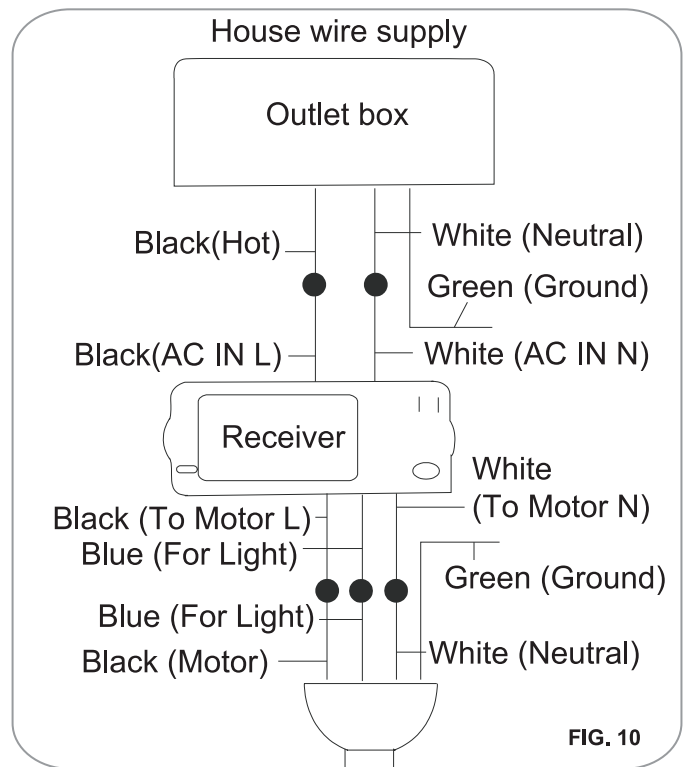 House wire supply
Outlet box
Black(Hot)
White (Neutral)
Green (Ground)
Black(AC IN L)
White (AC IN N)
Receiver
White
(To Motor N)
Black (To Motor L)
Blue (For Light)
Green (Ground)
Blue (For Light)
Black (Motor)
White (Neutral)
FIG. 10